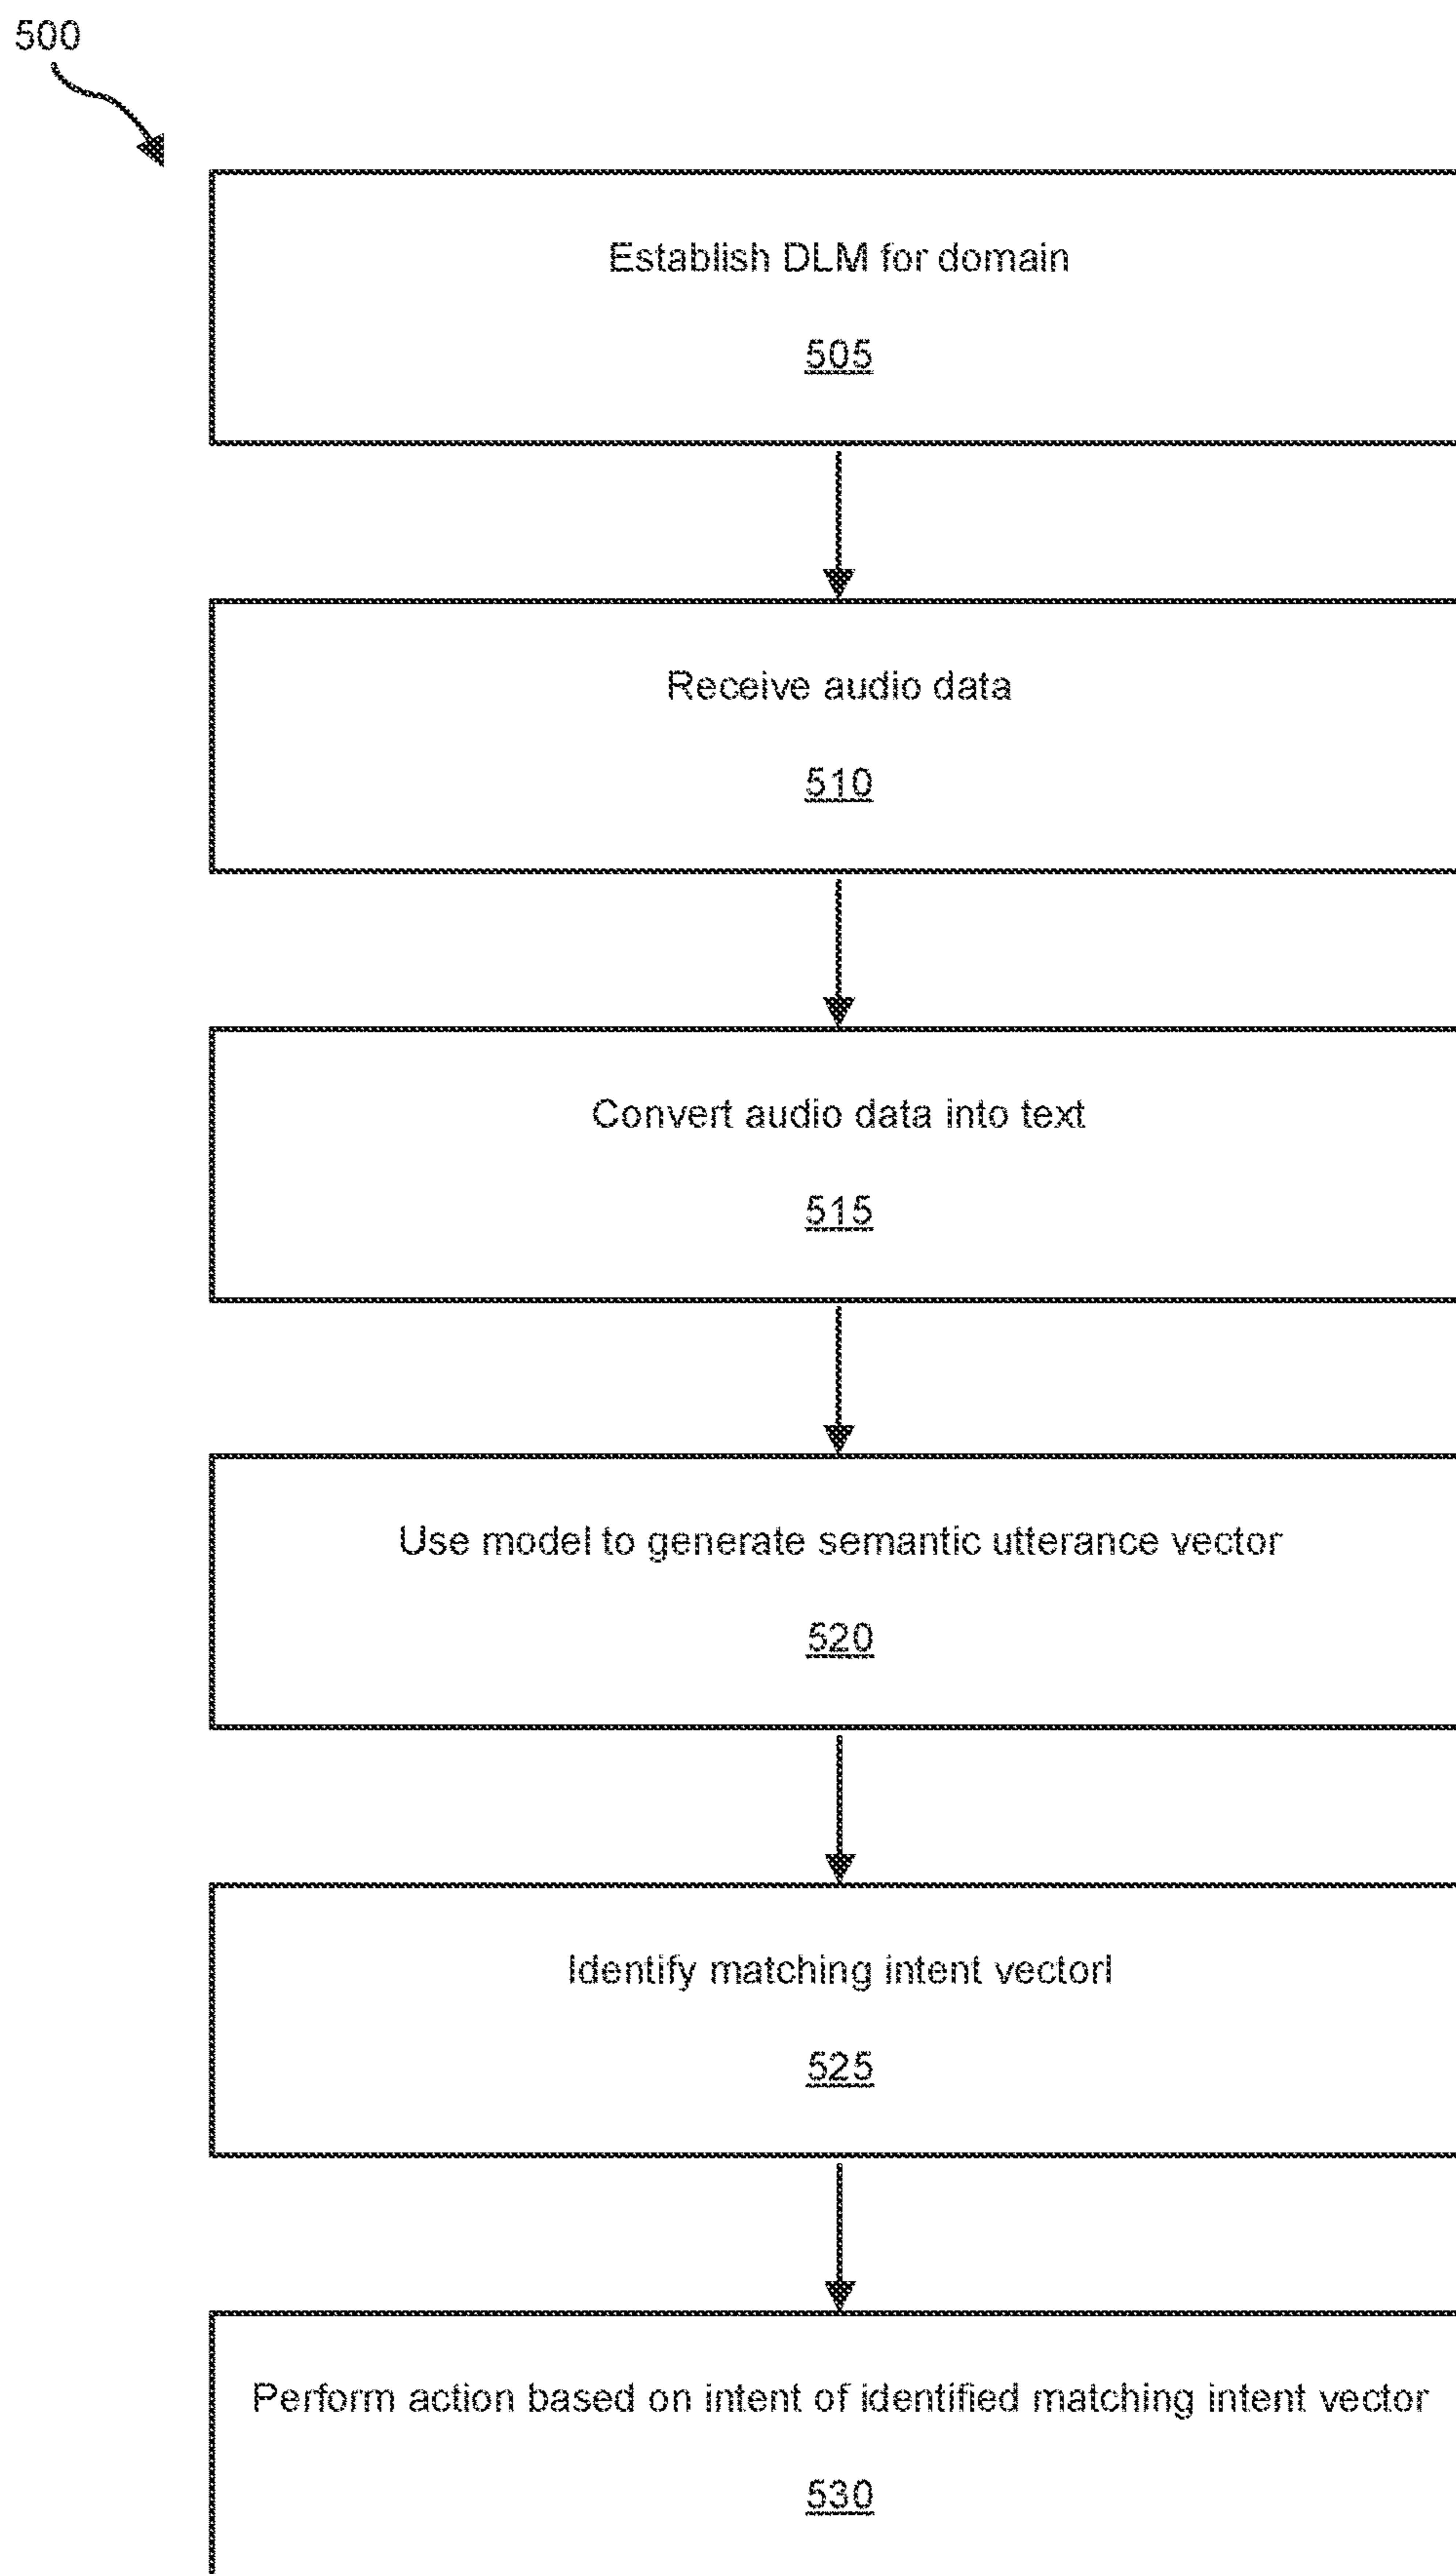 500
Establish DLM for domain
505
Receive audio data
510
Convert audio data into text
515
Use model to generate semantic utterance vector
520
Identify matching intent vectorl
525
Perform action based on intent of identified matching intent vector
530